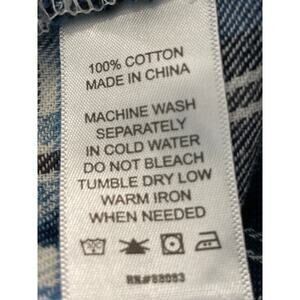 100% COTTON
MADE IN CHINA
MACHINE WASH
SEPARATELY
IN COLD WATER
DO NOT BLEACH
TUMBLE DRY LOW
WARM IRON
WHEN NEEDED